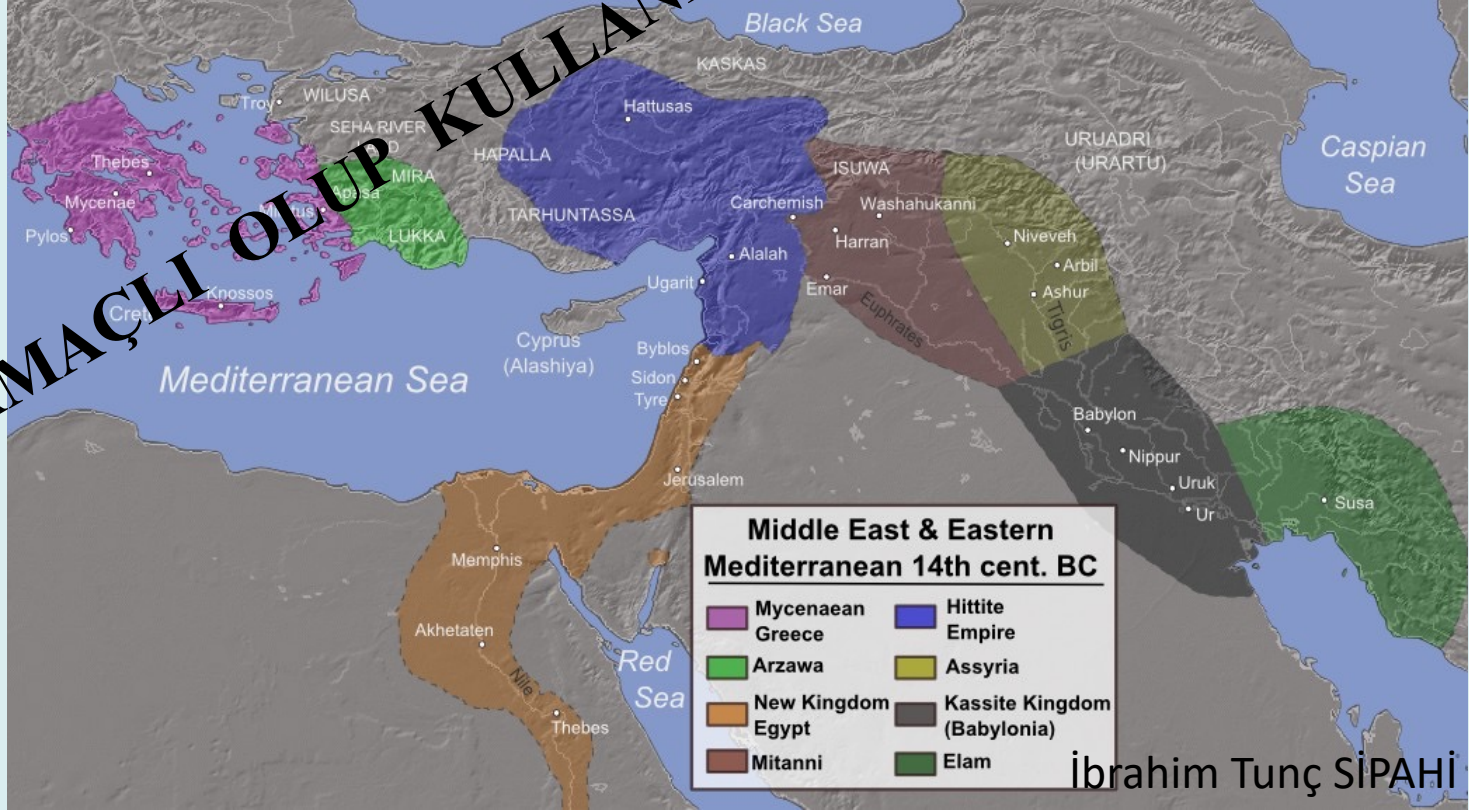 Black Sea
KASKAS
Troy
WILUSA
Hattusas
SEHA RIVER
HAPALLA
URUADRI
(URARTU)
Caspian
Sea
Thebes
MIRA
ISUWA
Mycenae
Apasa
TARHUNTASSA
Carchemish
Washahukanni
Pylos
LUKKA
Harran
Niveveh
Alalah
Arbil
Ugarit
Emar
Ashur
Knossos
Euphrates
Tigris
Cyprus
(Alashiya)
Byblos
Sidon
Tyre
Mediterranean Sea
Babylon
Nippur
Uruk
Ur
Jerusalem
Susa
Memphis
Akhetaten
Nile
Thebes
Red
Sea
Middle East & Eastern
Mediterranean 14th cent. BC
Mycenaean
Greece
Hittite
Empire
Arzawa
Assyria
New Kingdom
Egypt
Kassite Kingdom
(Babylonia)
Mitanni
Elam
OLUP
İbrahim Tunç SİPAHİ